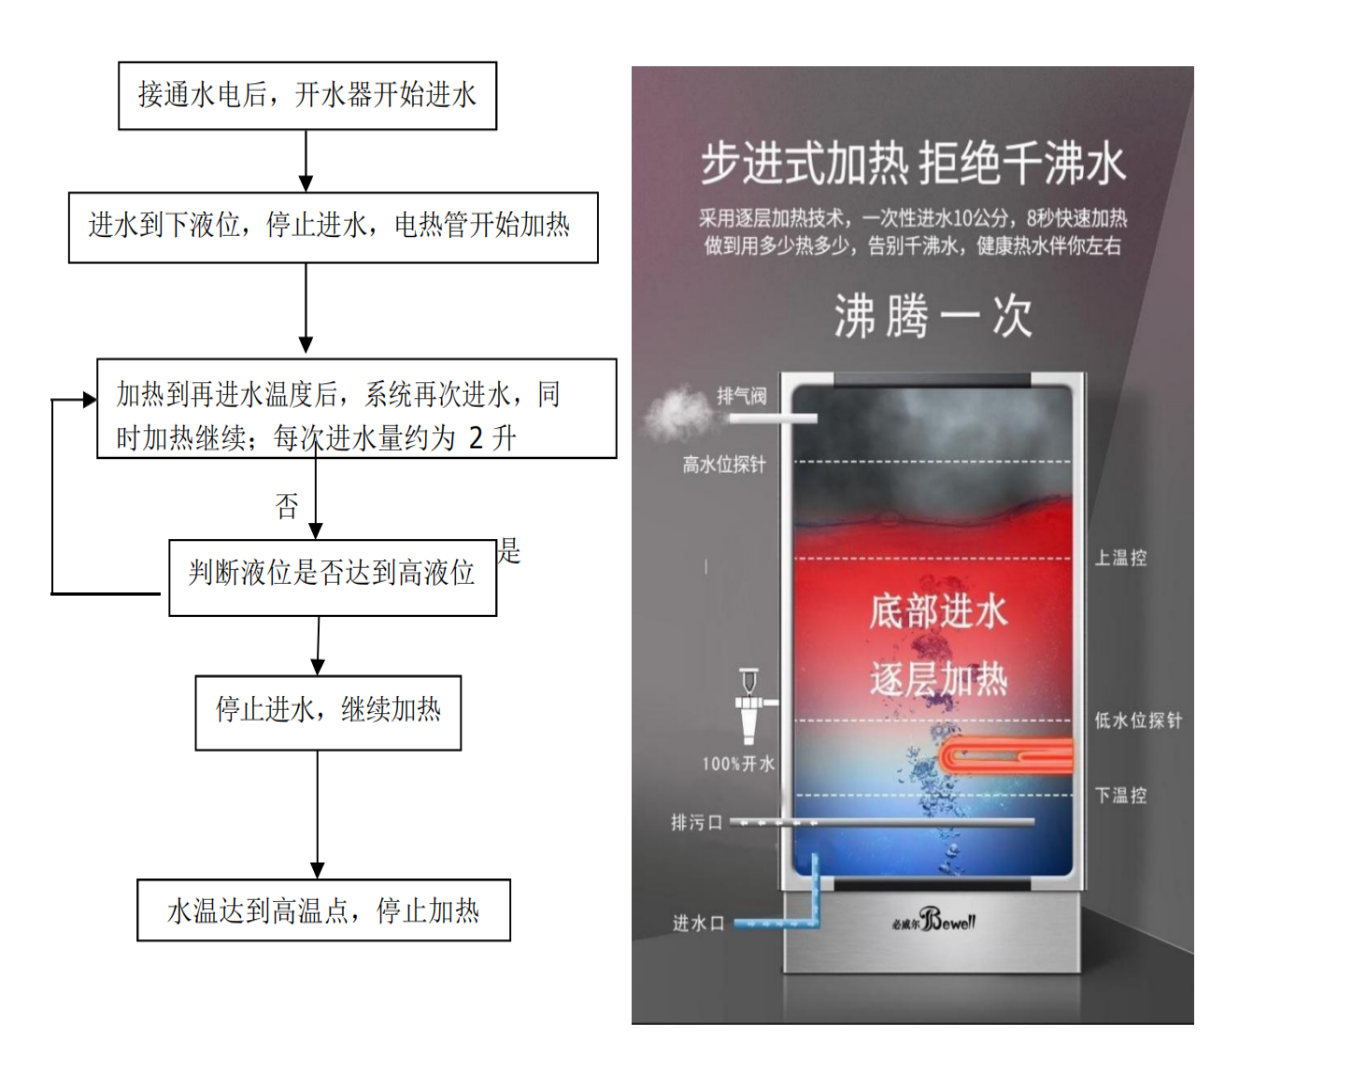 接通水电后，开水器开始进水
进水到下液位，停止进水，电热管开始加热
加热到再进水温度后，系统再次进水，同
时加热继续；每次进水量约为 2 升
否
是
判断液位是否达到高液位
停止进水，继续加热
水温达到高温点，停止加热
步进式加热 拒绝千沸水
采用逐层加热技术，一次性进水10公分，8秒快速加热
做到用多少热多少，告别千沸水，健康热水伴你左右
沸腾一次
排气阀
高水位探针
上温控
底部进水
逐层加热
低水位探针
100%开水
下温控
排污口
进水口
必威尔 Bewell